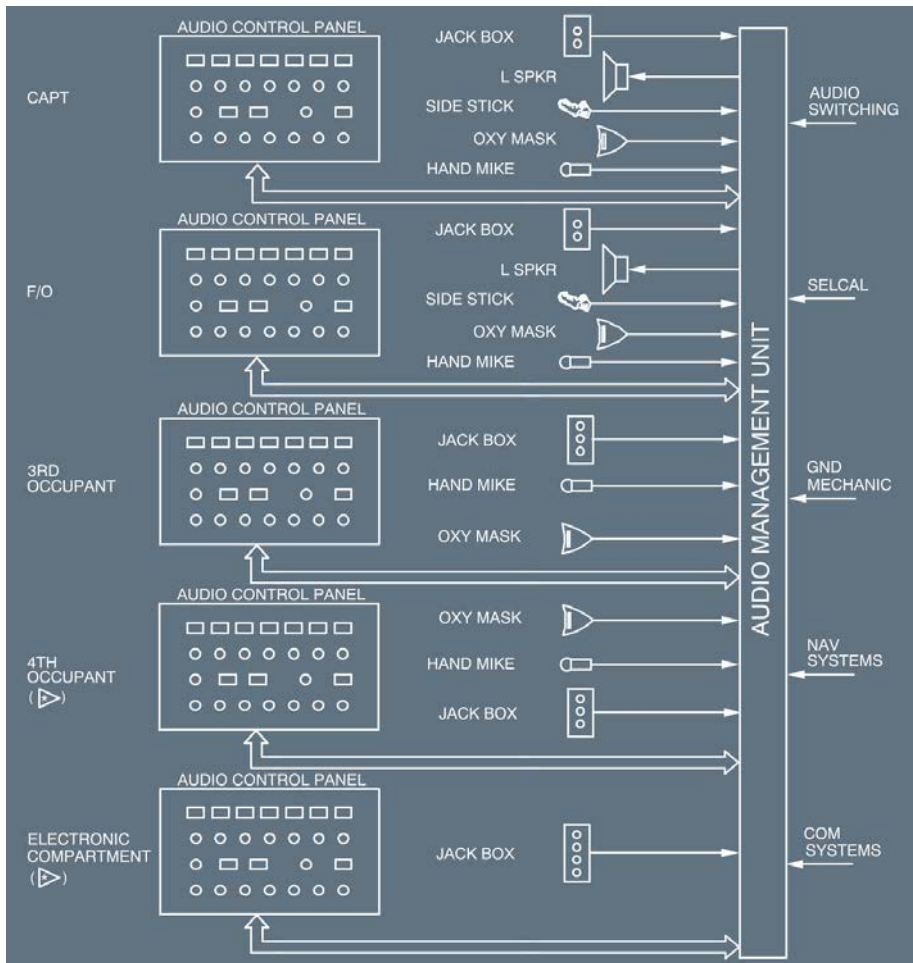 AUDIO CONTROL PANEL
CAPT
JACK BOX
L SPKR
SIDE STICK
OXY MASK
HAND MIKE
AUDIO CONTROL PANEL
F/O
JACK BOX
L SPKR
SIDE STICK
OXY MASK
HAND MIKE
AUDIO CONTROL PANEL
3RD
OCCUPANT
JACK BOX
HAND MIKE
OXY MASK
AUDIO CONTROL PANEL
4TH
OCCUPANT
OXY MASK
HAND MIKE
JACK BOX
AUDIO CONTROL PANEL
ELECTRONIC
COMPARTMENT
JACK BOX
AUDIO MANAGEMENT UNIT
AUDIO
SWITCHING
SELCAL
GND
MECHANIC
NAV
SYSTEMS
COM
SYSTEMS